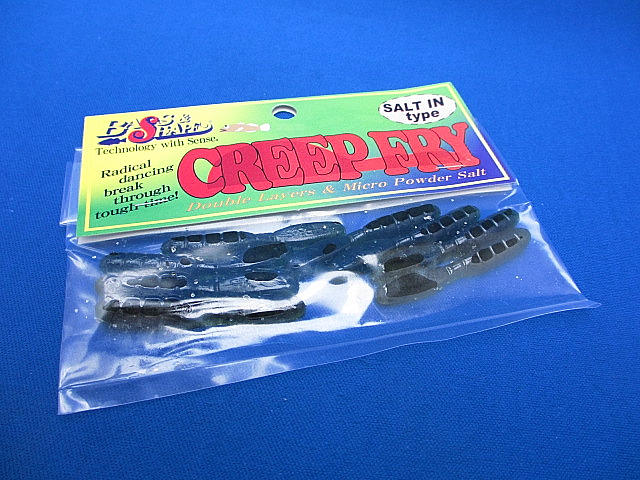 BASS &
SHAPES
Technology with Sense.
SALT IN
type
Radical
dancing
break
through
tough time!
CREEP FRY
Double Layers & Micro Powder Salt